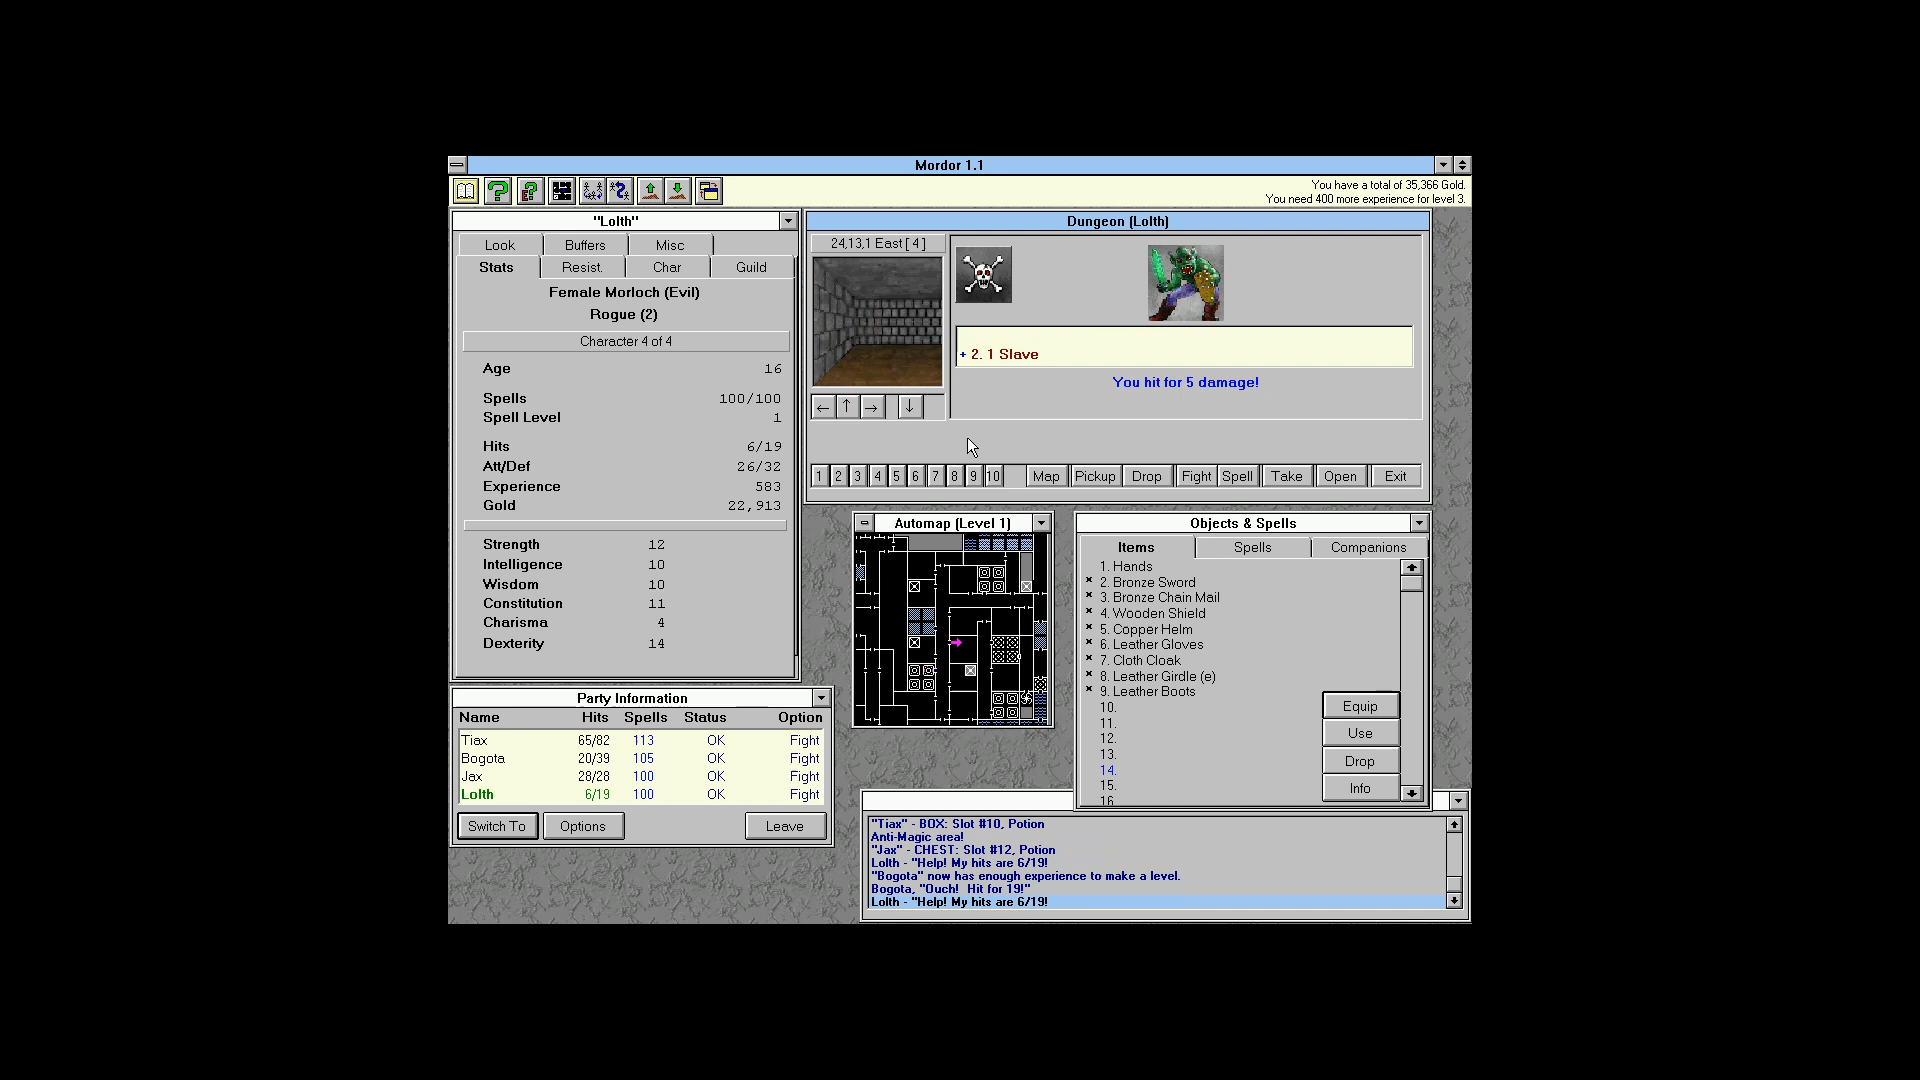 Mordor 1.1
You have a total of 35,366 Gold.
You need 400 more experience for level 3.
"Lolth"
Look Buffers Misc
Stats Resist. Char Guild
Female Morloch (Evil)
Rogue (2)
Character 4 of 4
Age 16
Spells 100/100
Spell Level 1
Hits 6/19
Att/Def 26/32
Experience 583
Gold 22,913
Strength 12
Intelligence 10
Wisdom 10
Constitution 11
Charisma 4
Dexterity 14
Party Information
Name Hits Spells Status Option
Tiax 65/82 113 OK Fight
Bogota 20/39 105 OK Fight
Jax 28/28 100 OK Fight
Lolth 6/19 100 OK Fight
Switch To Options Leave
Dungeon (Lolth)
24,13,1 East [ 4 ]
+ 2. 1 Slave
You hit for 5 damage!
1 2 3 4 5 6 7 8 9 10 Map Pickup Drop Fight Spell Take Open Exit
Automap (Level 1)
Objects & Spells
Items Spells Companions
1. Hands
× 2. Bronze Sword
× 3. Bronze Chain Mail
× 4. Wooden Shield
× 5. Copper Helm
× 6. Leather Gloves
× 7. Cloth Cloak
× 8. Leather Girdle (e)
× 9. Leather Boots
10.
11.
12.
13.
14.
15.
16
Equip
Use
Drop
Info
"Tiax" - BOX: Slot #10, Potion
Anti-Magic area!
"Jax" - CHEST: Slot #12, Potion
Lolth - "Help! My hits are 6/19!
"Bogota" now has enough experience to make a level.
Bogota, "Ouch! Hit for 19!"
Lolth - "Help! My hits are 6/19!